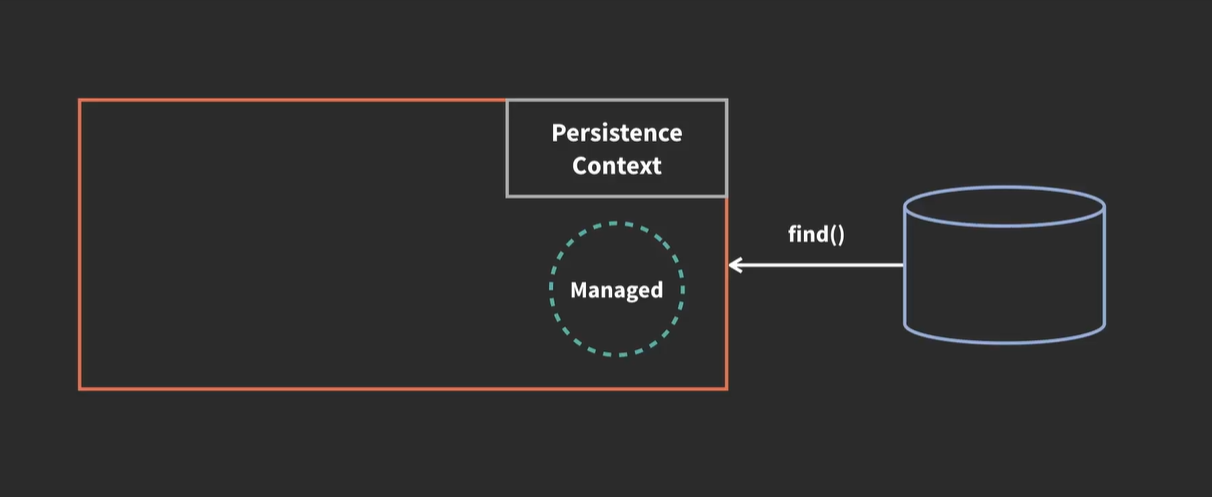 Persistence
Context
find()
Managed